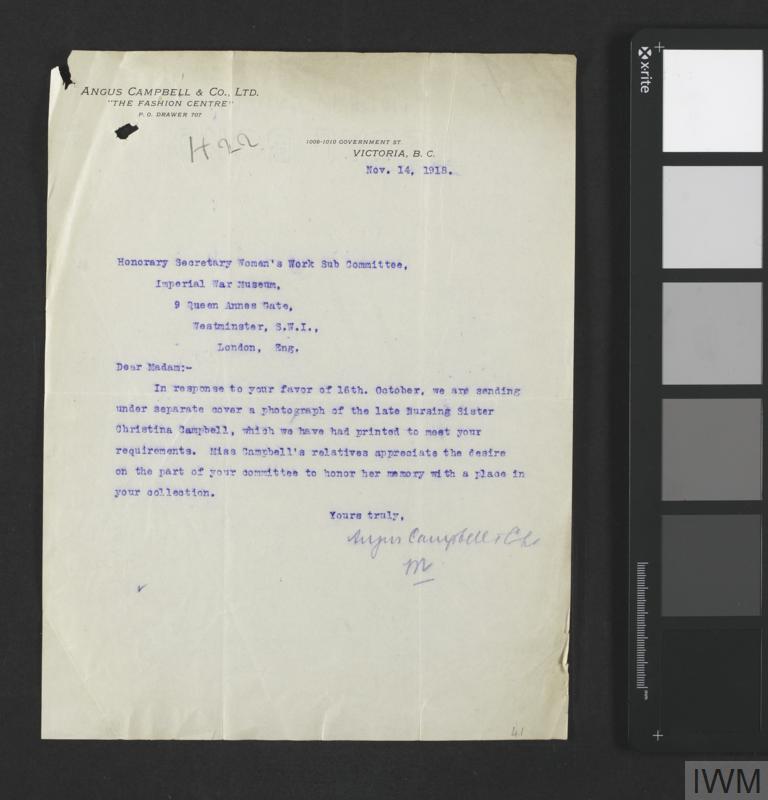 ANGUS CAMPBELL & CO., LTD.
"THE FASHION CENTRE"
P. O. DRAWER 707
H 22
1008-1010 GOVERNMENT ST
VICTORIA, B. C.
Nov. 14, 1918.
Honorary Secretary Women's Work Sub Committee,
Imperial War Museum,
9 Queen Annes Gate,
Westminster, S.W.I.,
London, Eng.
Dear Madam:-
In response to your favor of 16th. October, we are sending
under separate cover a photograph of the late Nursing Sister
Christina Campbell, which we have had printed to meet your
requirements. Miss Campbell's relatives appreciate the desire
on the part of your committee to honor her memory with a place in
your collection.
Yours truly,
Angus Campbell & Co
M
41
x-rite
mm
IWM